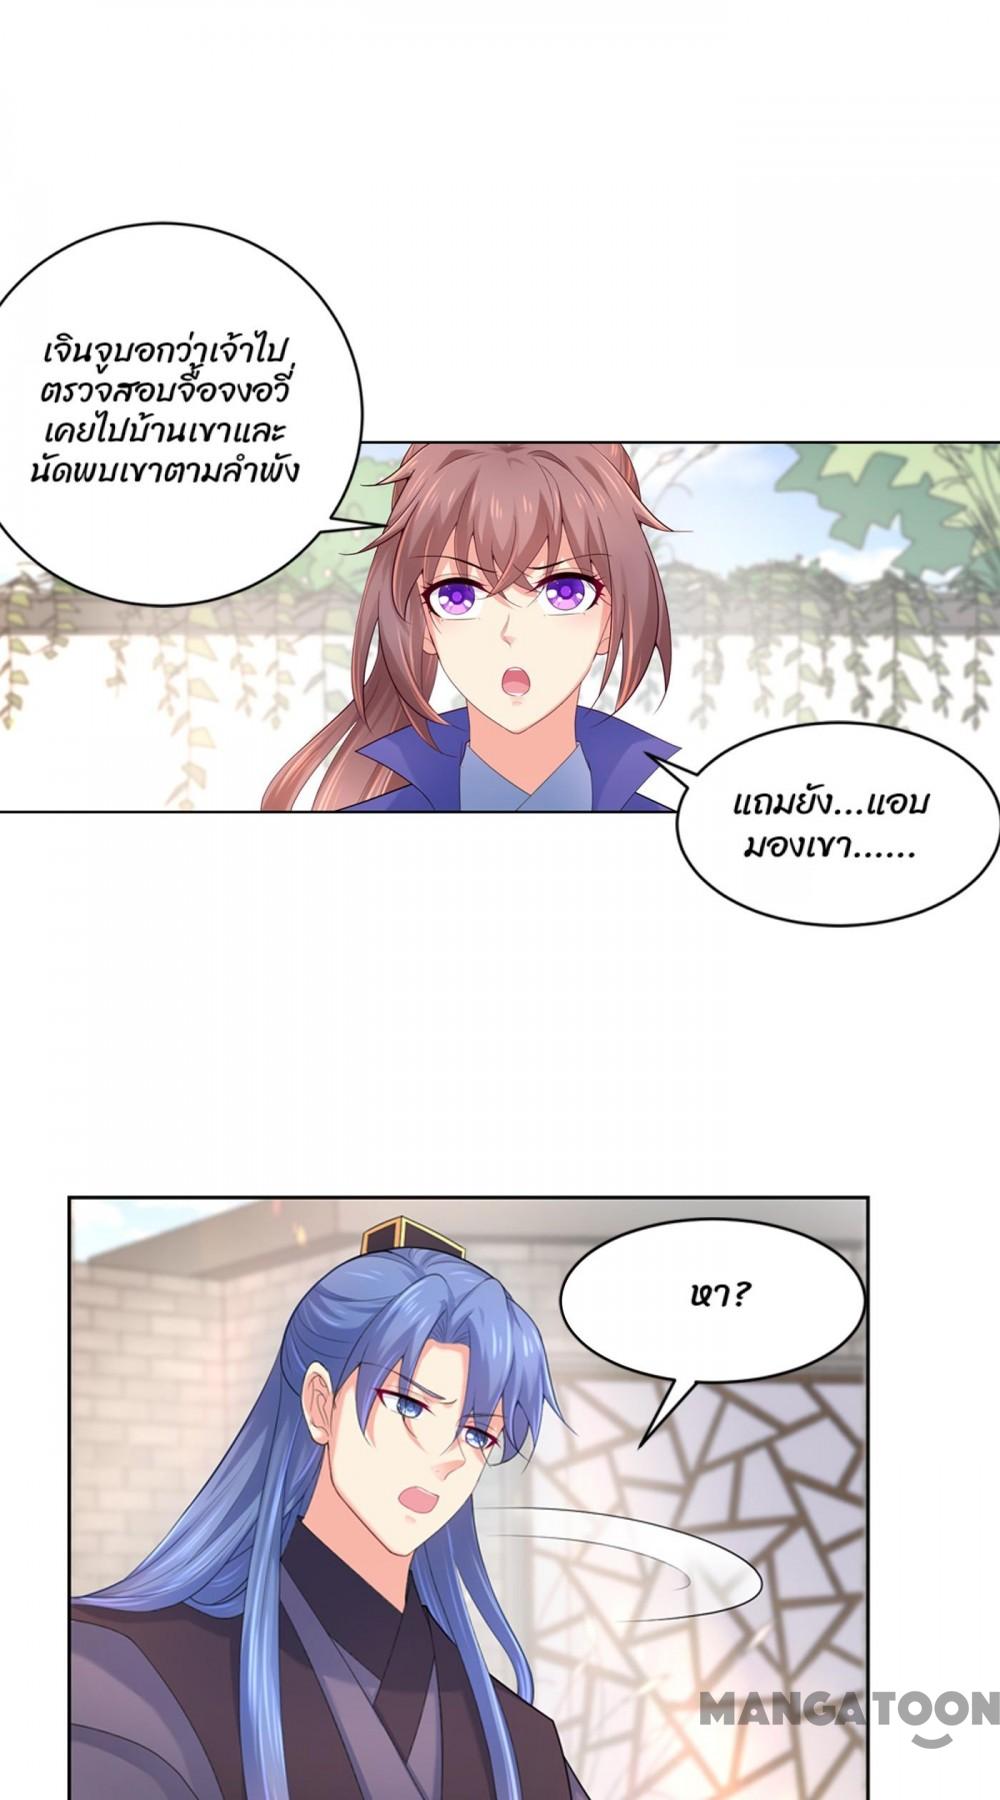 เจินจูบอกว่าเจ้าไป
ตรวจสอบจื้อจงอวี่
เคยไปบ้านเขาและ
นัดพบเขาตามลำพัง
แถมยัง...แอบ
มองเขา......
หา?
MANGATOON